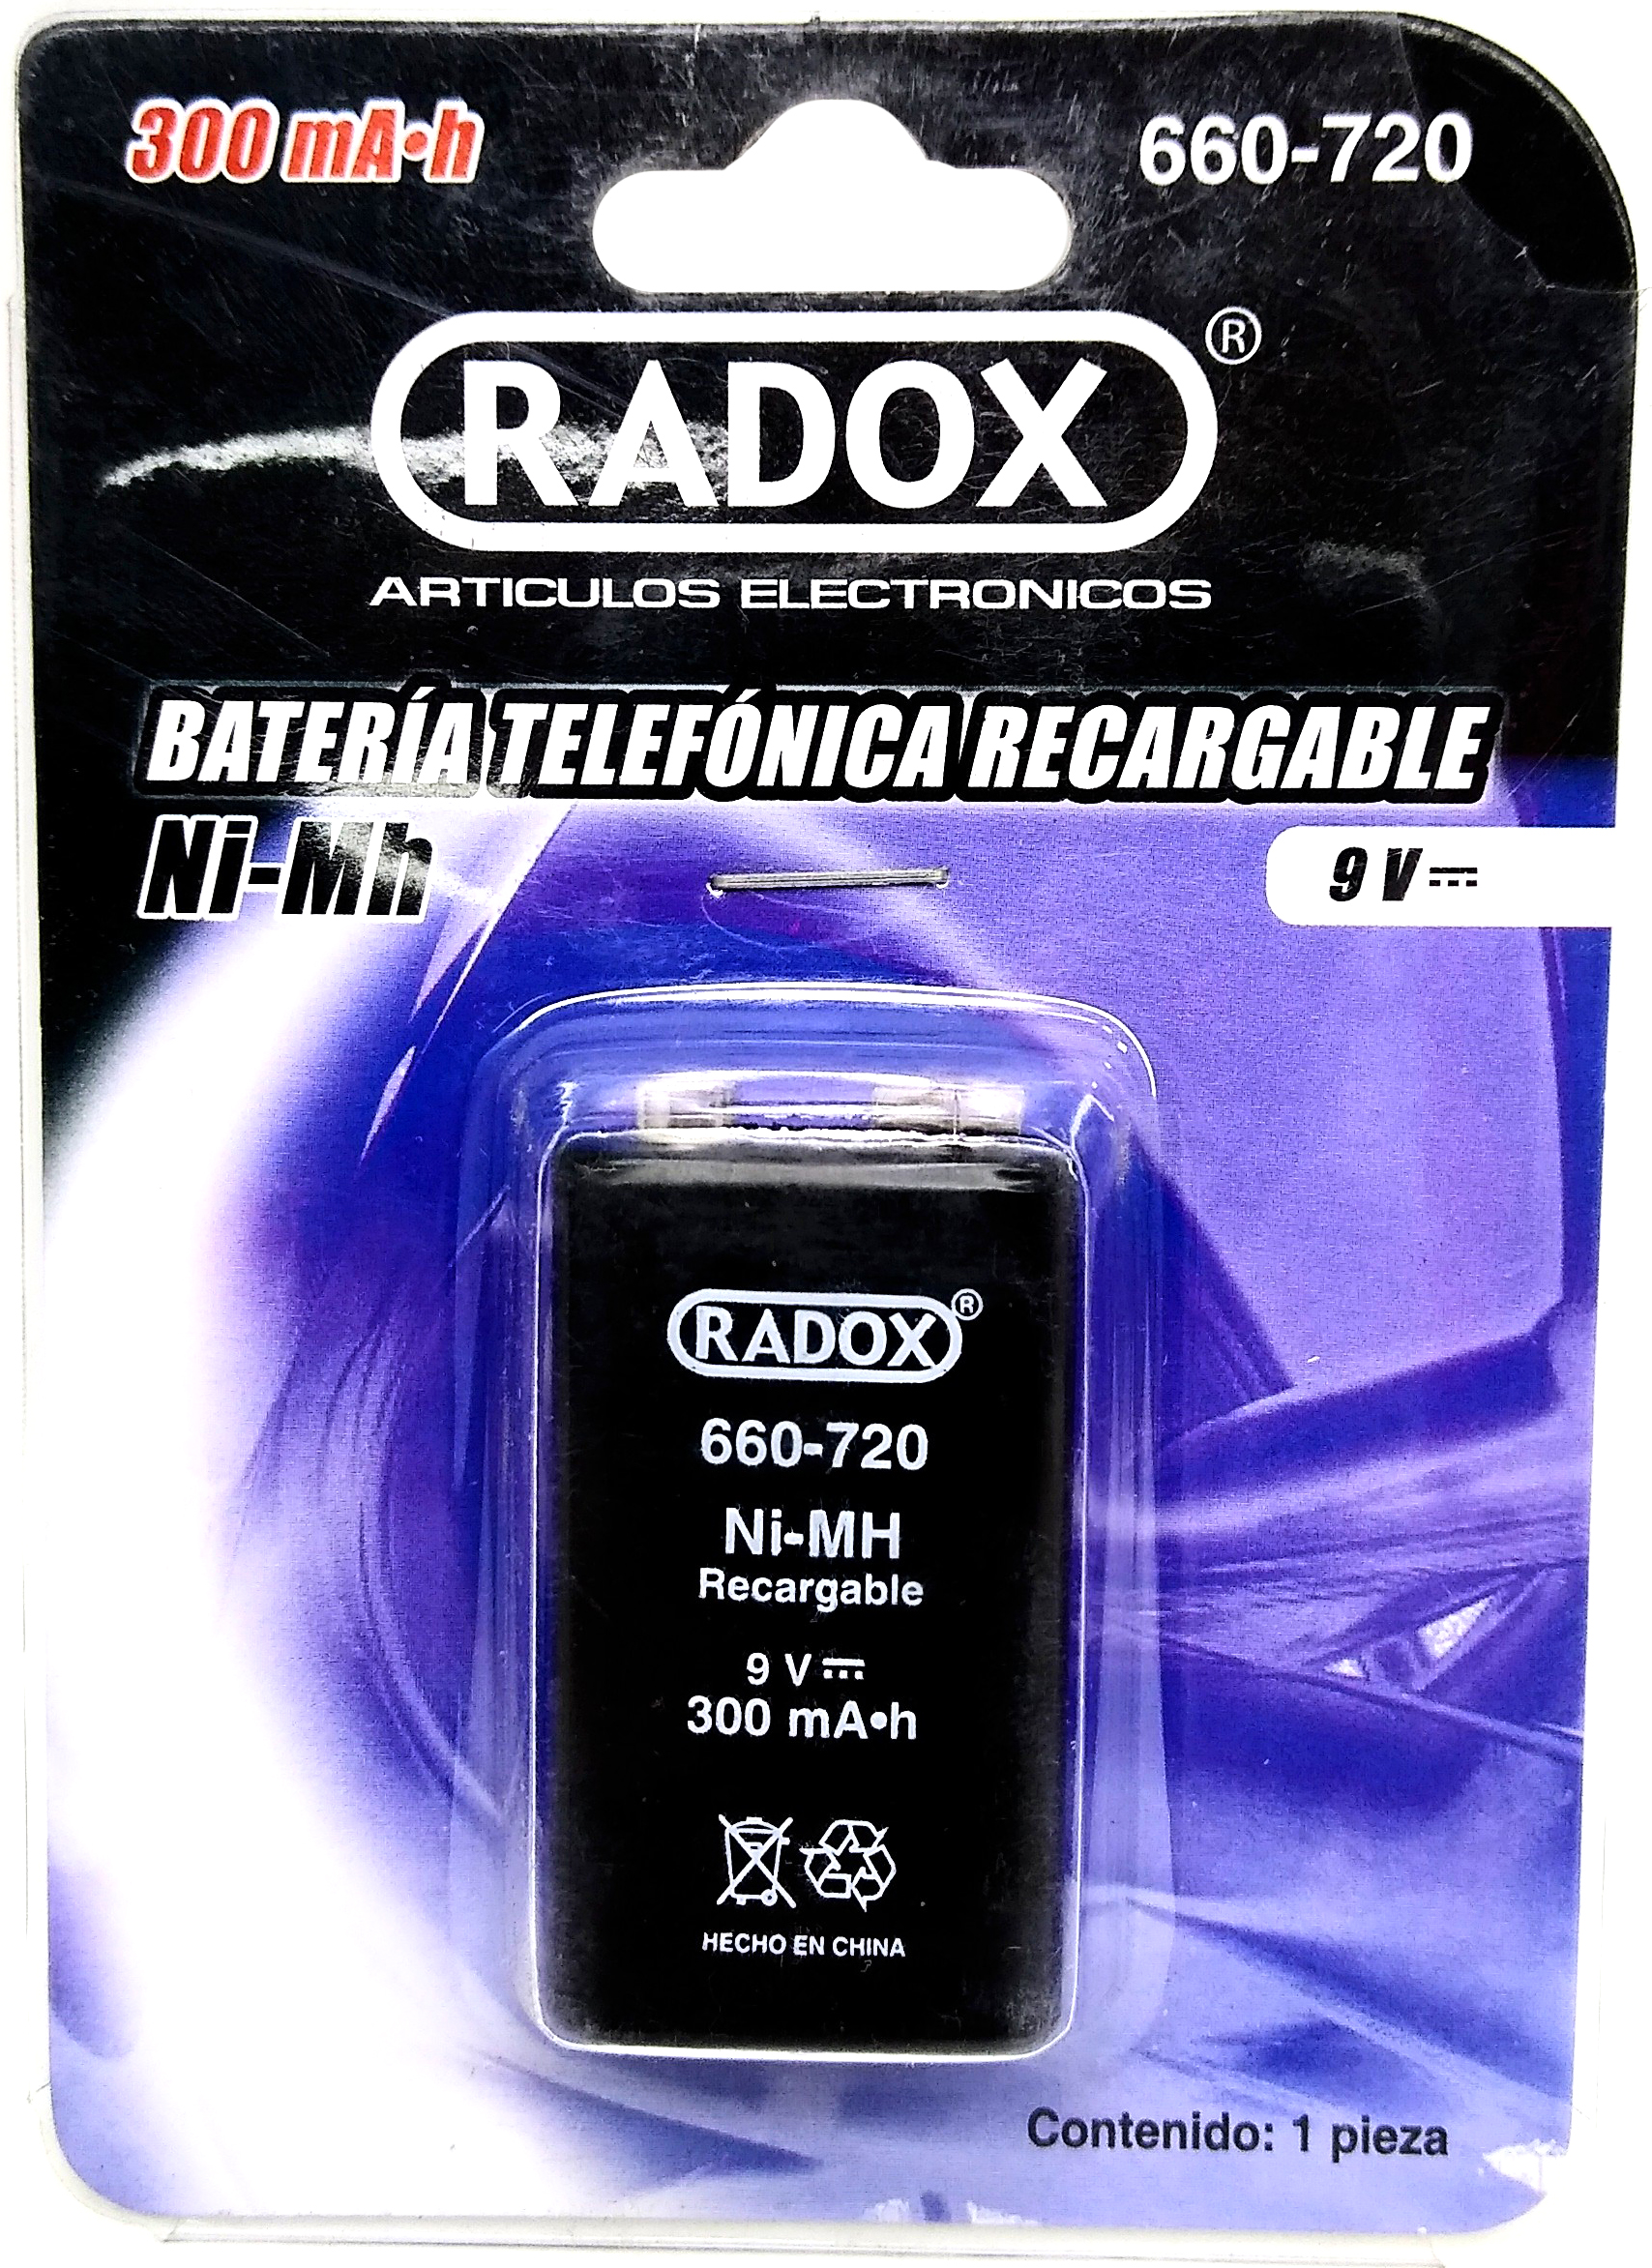 300 mA•h
660-720
RADOX®
ARTICULOS ELECTRONICOS
BATERÍA TELEFÓNICA RECARGABLE
Ni-Mh
9 V⎓
RADOX®
660-720
Ni-MH
Recargable
9 V⎓
300 mA•h
HECHO EN CHINA
Contenido: 1 pieza